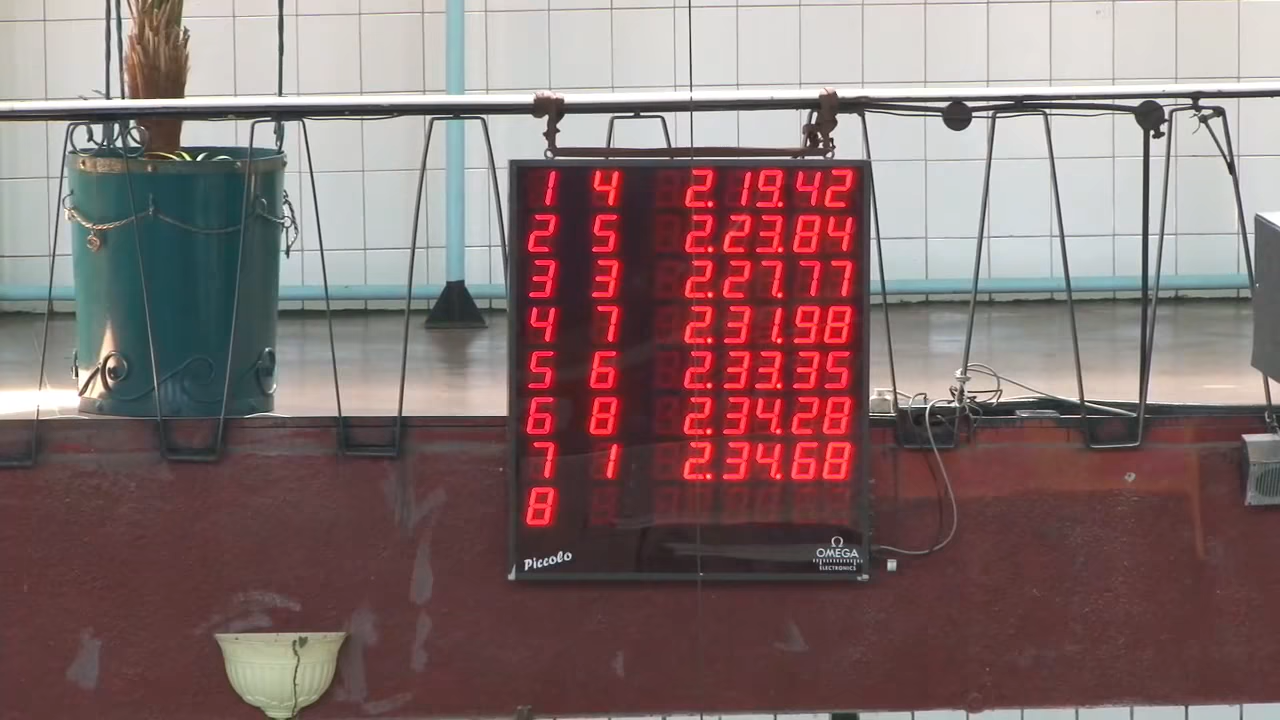 1 4 2.19.42
2 5 2.23.84
3 3 2.27.77
4 7 2.31.98
5 6 2.33.35
6 8 2.34.28
7 1 2.34.68
8
Piccolo
Ω
OMEGA
ELECTRONICS